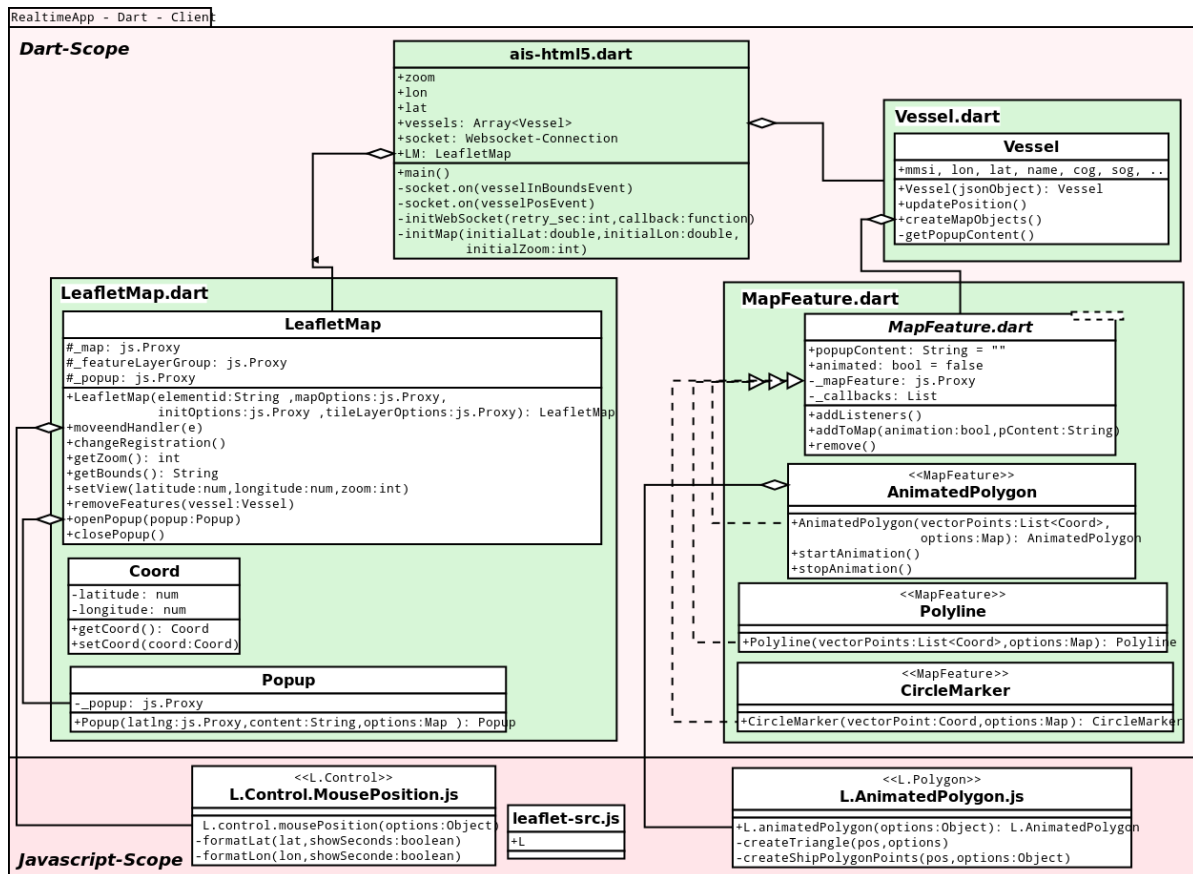 RealtimeApp - Dart - Client
Dart-Scope
ais-html5.dart
+zoom
+lon
+lat
+vessels: Array<Vessel>
+socket: Websocket-Connection
+LM: LeafletMap
+main()
-socket.on(vesselInBoundsEvent)
-socket.on(vesselPosEvent)
-initWebSocket(retry_sec:int,callback:function)
-initMap(initialLat:double,initialLon:double,
initialZoom:int)
Vessel.dart
Vessel
+mmsi, lon, lat, name, cog, sog, ..
+Vessel(jsonObject): Vessel
+updatePosition()
+createMapObjects()
-getPopupContent()
LeafletMap.dart
LeafletMap
#_map: js.Proxy
#_featureLayerGroup: js.Proxy
#_popup: js.Proxy
+LeafletMap(elementid:String ,mapOptions:js.Proxy,
initOptions:js.Proxy ,tileLayerOptions:js.Proxy): LeafletMap
+moveendHandler(e)
+changeRegistration()
+getZoom(): int
+getBounds(): String
+setView(latitude:num,longitude:num,zoom:int)
+removeFeatures(vessel:Vessel)
+openPopup(popup:Popup)
+closePopup()
Coord
-latitude: num
-longitude: num
+getCoord(): Coord
+setCoord(coord:Coord)
Popup
-_popup: js.Proxy
+Popup(latlng:js.Proxy,content:String,options:Map ): Popup
MapFeature.dart
MapFeature.dart
+popupContent: String = ""
+animated: bool = false
-_mapFeature: js.Proxy
-_callbacks: List
+addListeners()
+addToMap(animation:bool,pContent:String)
+remove()
<<MapFeature>>
AnimatedPolygon
+AnimatedPolygon(vectorPoints:List<Coord>,
options:Map): AnimatedPolygon
+startAnimation()
+stopAnimation()
<<MapFeature>>
Polyline
+Polyline(vectorPoints:List<Coord>,options:Map): Polyline
<<MapFeature>>
CircleMarker
+CircleMarker(vectorPoint:Coord,options:Map): CircleMarker
<<L.Control>>
L.Control.MousePosition.js
L.control.mousePosition(options:Object)
-formatLat(lat,showSeconds:boolean)
-formatLon(lon,showSeconde:boolean)
leaflet-src.js
+L
<<L.Polygon>>
L.AnimatedPolygon.js
+L.animatedPolygon(options:Object): L.AnimatedPolygon
-createTriangle(pos,options)
-createShipPolygonPoints(pos,options:Object)
Javascript-Scope